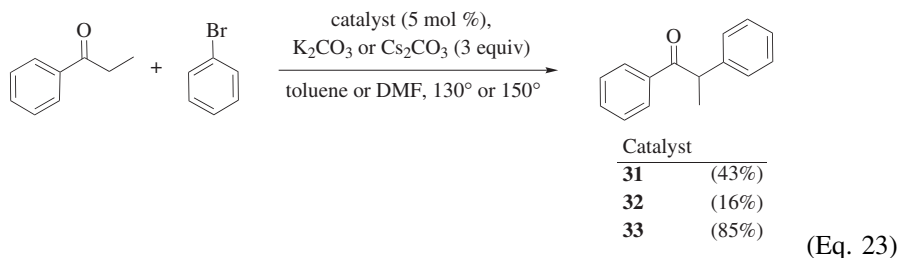 O
Br
+
catalyst (5 mol %),
K₂CO₃ or Cs₂CO₃ (3 equiv)
toluene or DMF, 130° or 150°
O
Catalyst
31 (43%)
32 (16%)
33 (85%)
(Eq. 23)